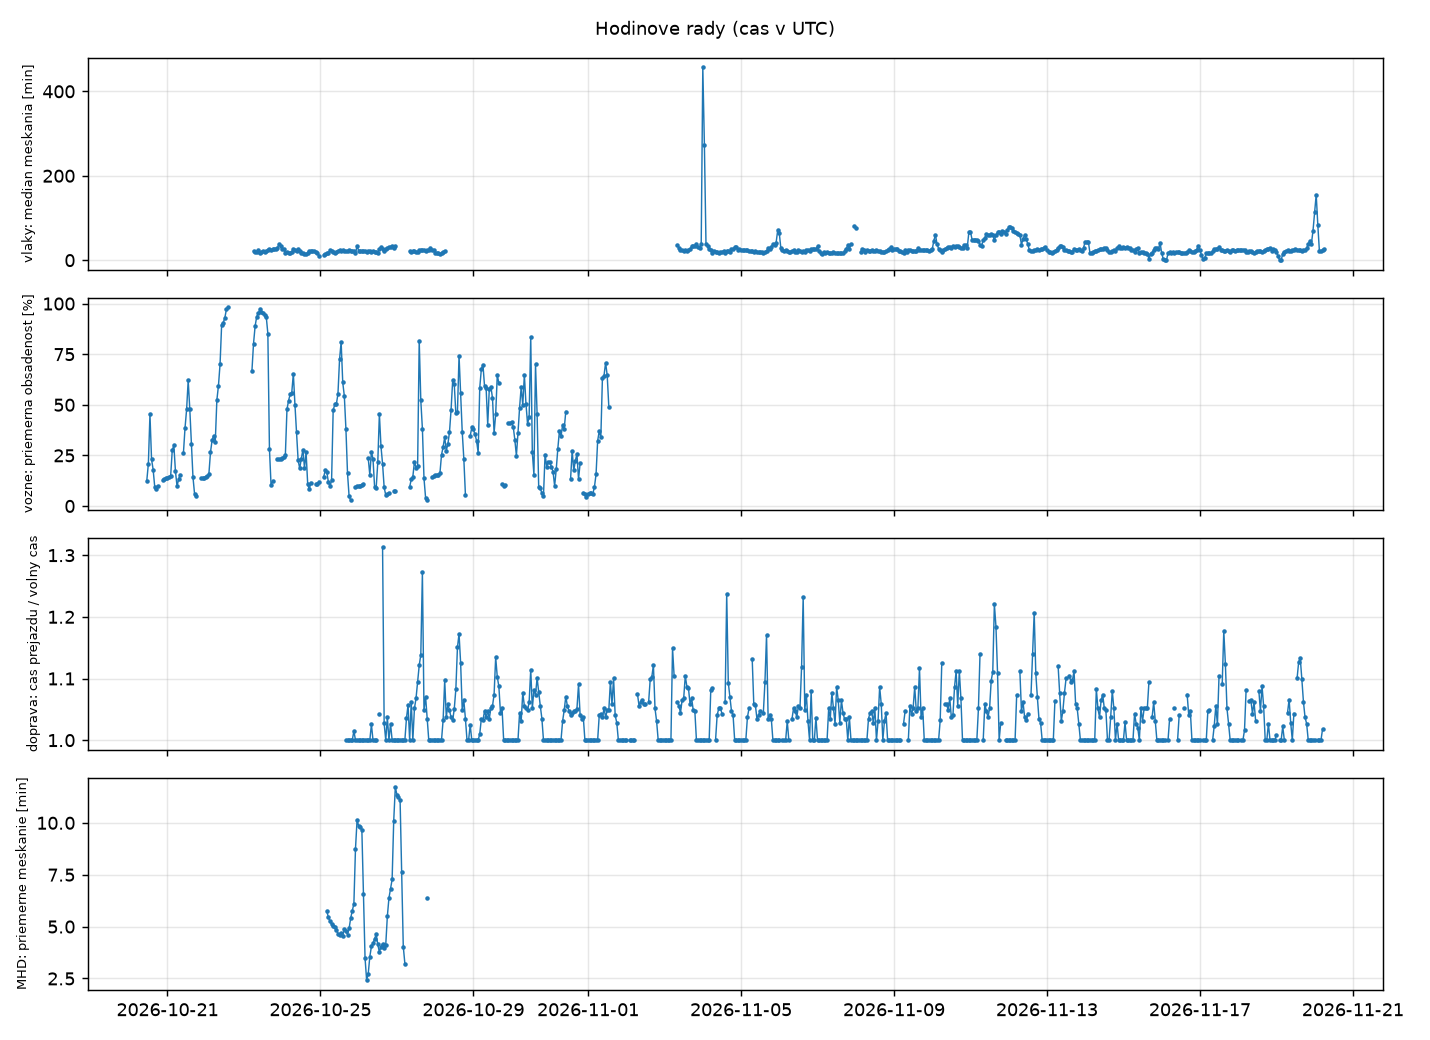 Hodinove rady (cas v UTC)
vlaky: median meskania [min]
400
200
0
vozne: priemerna obsadenost [%]
100
75
50
25
0
doprava: cas prejazdu / volny cas
1.3
1.2
1.1
1.0
MHD: priemerne meskanie [min]
10.0
7.5
5.0
2.5
2026-10-21 2026-10-25 2026-10-29 2026-11-01 2026-11-05 2026-11-09 2026-11-13 2026-11-17 2026-11-21